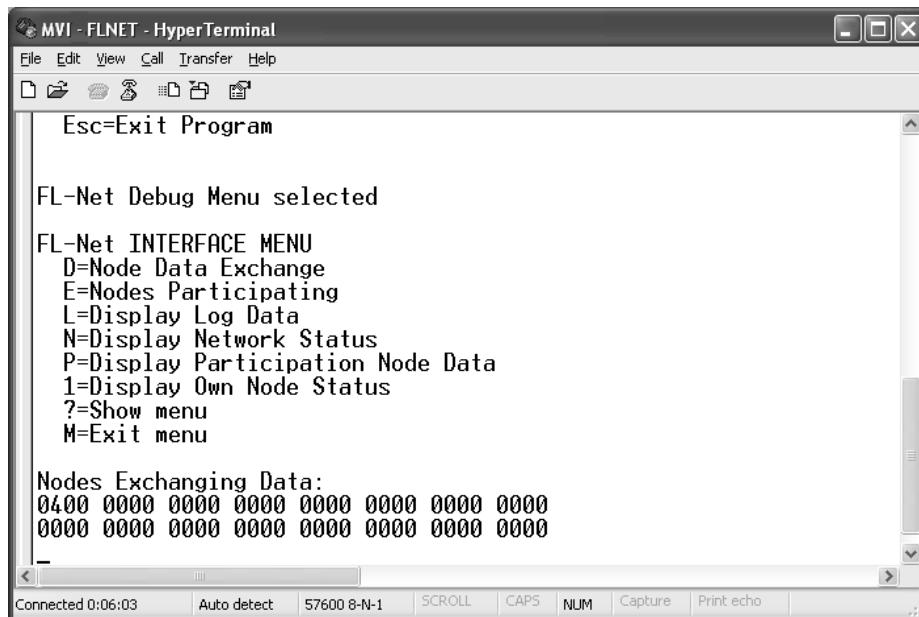 MVI - FLNET - HyperTerminal
File Edit View Call Transfer Help
Esc=Exit Program
FL-Net Debug Menu selected
FL-Net INTERFACE MENU
D=Node Data Exchange
E=Nodes Participating
L=Display Log Data
N=Display Network Status
P=Display Participation Node Data
1=Display Own Node Status
?=Show menu
M=Exit menu
Nodes Exchanging Data:
0400 0000 0000 0000 0000 0000 0000 0000
0000 0000 0000 0000 0000 0000 0000 0000
Connected 0:06:03 Auto detect 57600 8-N-1 SCROLL CAPS NUM Capture Print echo